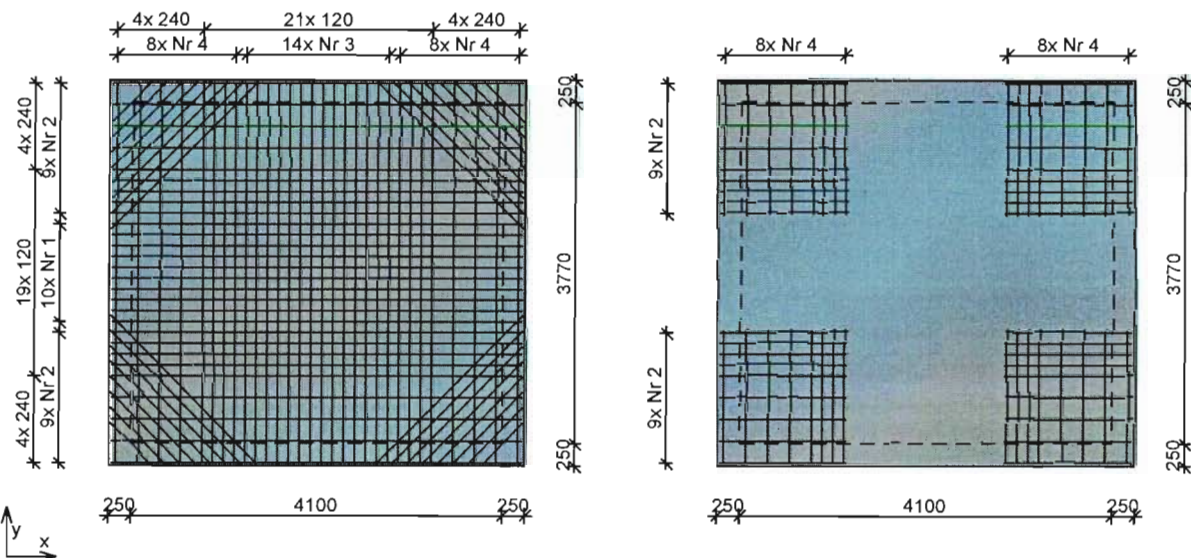 4x 240 21x 120 4x 240
8x Nr 4 14x Nr 3 8x Nr 4
4x 240
19x 120
4x 240
9x Nr 2
10x Nr 1
9x Nr 2
250
3770
250
250 4100 250
y
x
8x Nr 4 8x Nr 4
9x Nr 2
9x Nr 2
250
3770
250
250 4100 250